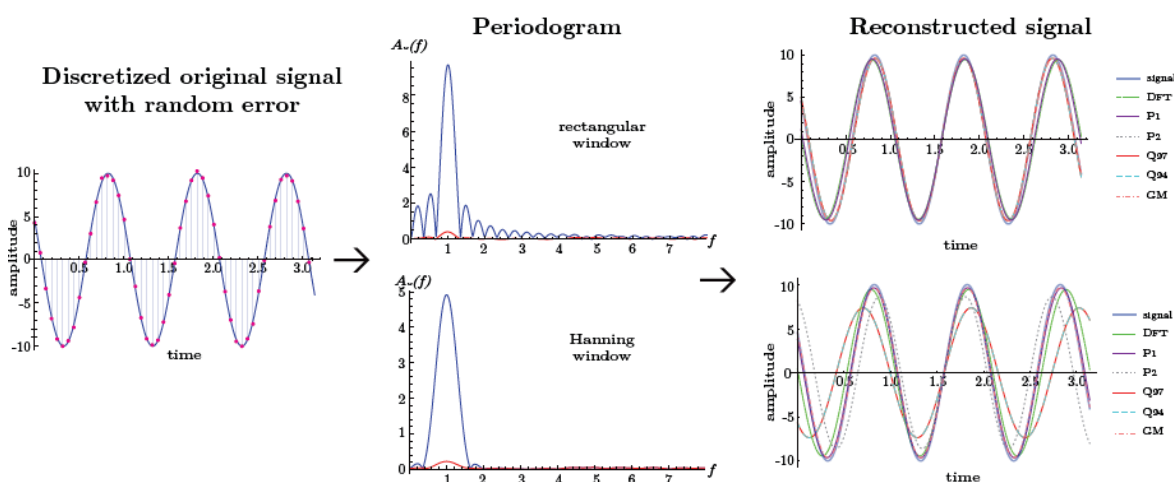 Discretized original signal
with random error
amplitude
10
5
0
-5
-10
0.5
1.0
1.5
2.0
2.5
3.0
time
Periodogram
8
6
4
2
0
1
2
3
4
5
6
7
f
rectangular
window
5
4
3
2
1
0
1
2
3
4
5
6
7
f
Hanning
window
Reconstructed signal
amplitude
10
5
0
-5
-10
0.5
1.0
1.5
2.0
2.5
3.0
time
signal
DFT
P1
P2
Q97
Q94
GM
amplitude
10
5
0
-5
-10
0.5
1.0
1.5
2.0
2.5
3.0
time
signal
DFT
P1
P2
Q97
Q94
GM